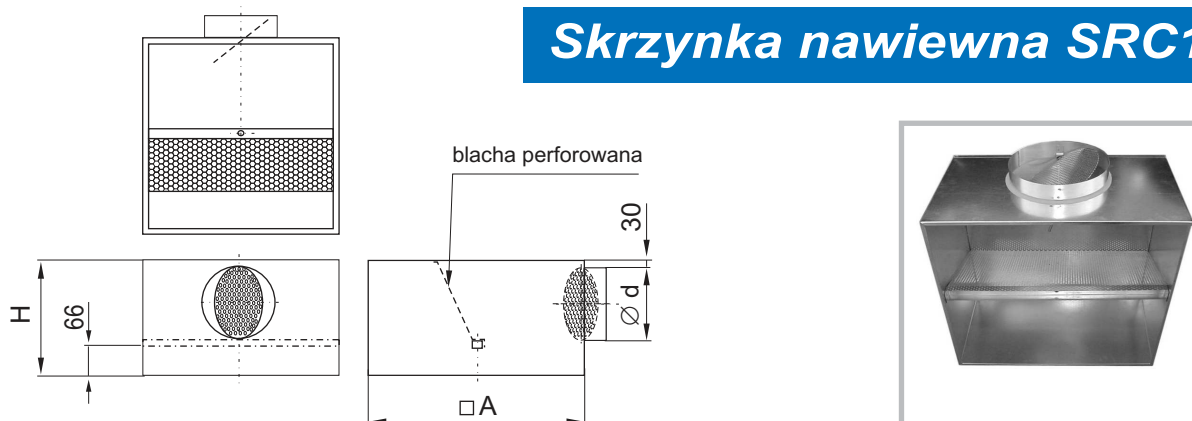 Skrzynka nawiewna SRC1
blacha perforowana
30
Ø d
H
66
□ A